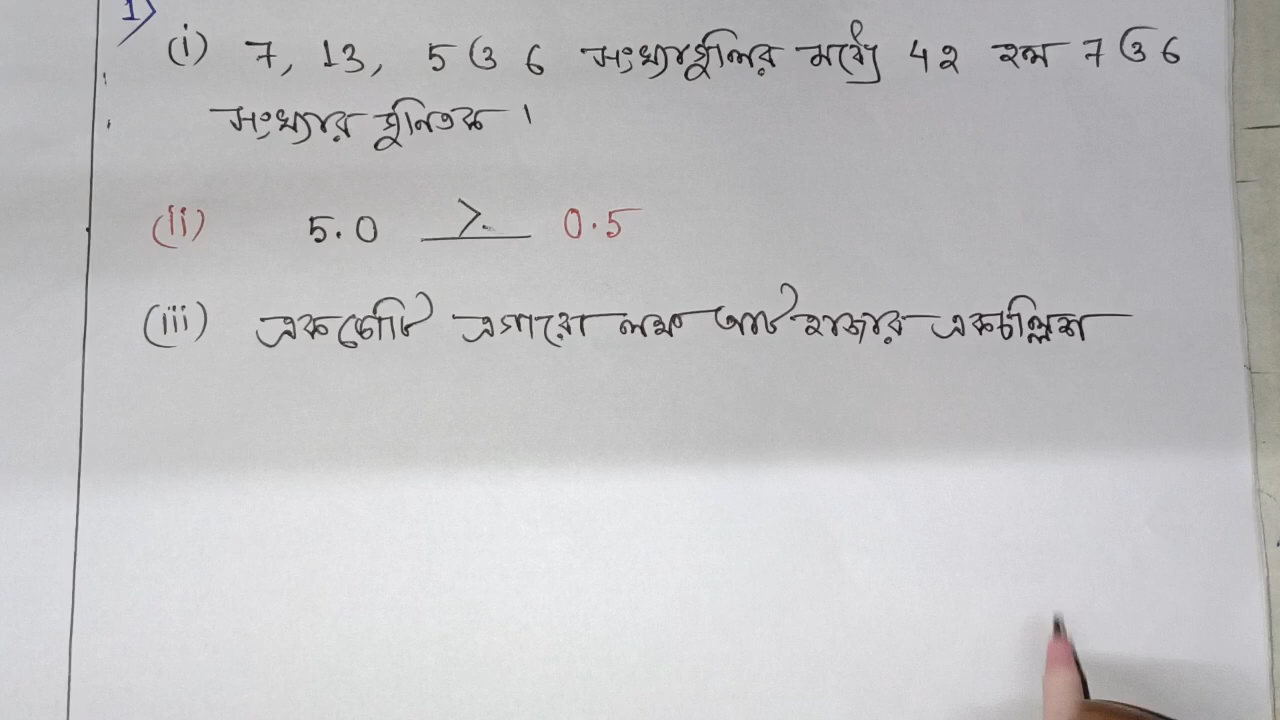 1)
(i) 7, 13, 5 ও 6 সংখ্যাগুলির মধ্যে 42 হল 7 ও 6
সংখ্যার গুনিতক ।
(ii) 5.0 > 0.5
(iii) এককোটি এগারো লক্ষ আট হাজার একচল্লিশ